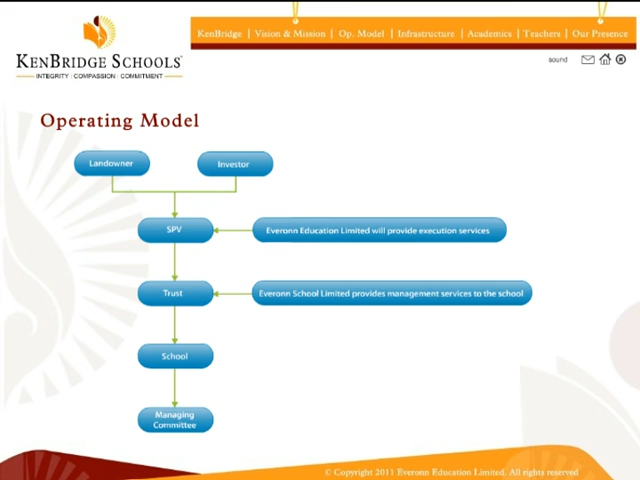 KenBridge | Vision & Mission | Op. Model | Infrastructure | Academics | Teachers | Our Presence
KENBRIDGE SCHOOLS
INTEGRITY | COMPASSION | COMMITMENT
sound
Operating Model
Landowner
Investor
SPV
Everonn Education Limited will provide execution services
Trust
Everonn School Limited provides management services to the school
School
Managing
Committee
© Copyright 2011 Everonn Education Limited. All rights reserved